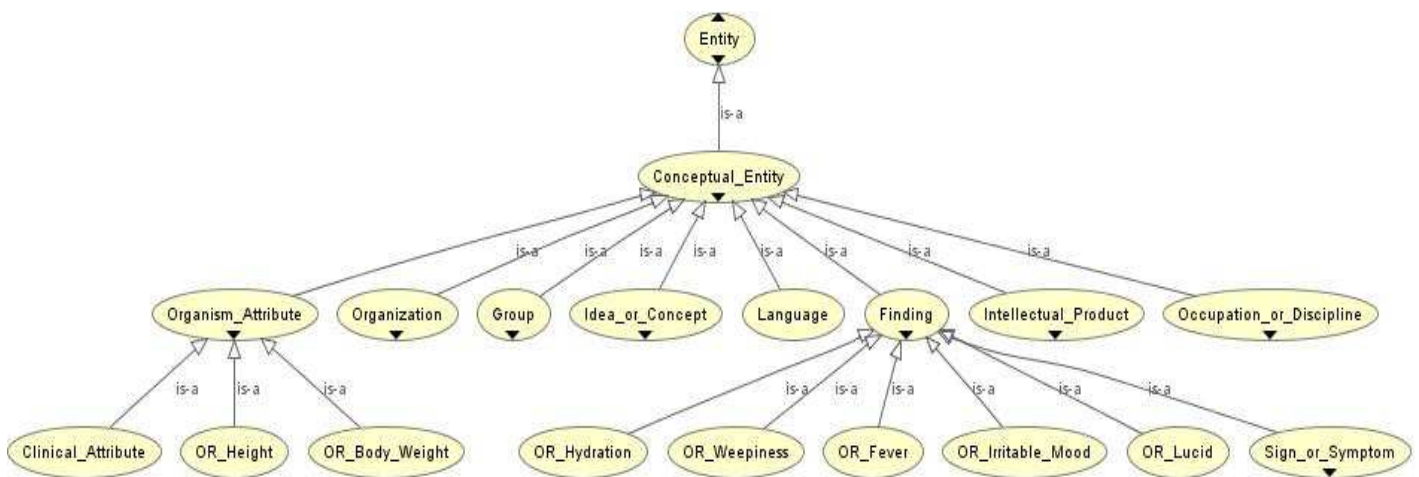 Entity
is-a
Conceptual_Entity
is-a is-a is-a is-a is-a is-a is-a is-a
Organism_Attribute Organization Group Idea_or_Concept Language Finding Intellectual_Product Occupation_or_Discipline
is-a is-a is-a is-a is-a is-a is-a is-a
Clinical_Attribute OR_Height OR_Body_Weight OR_Hydration OR_Weepiness OR_Fever OR_Irritable_Mood OR_Lucid Sign_or_Symptom